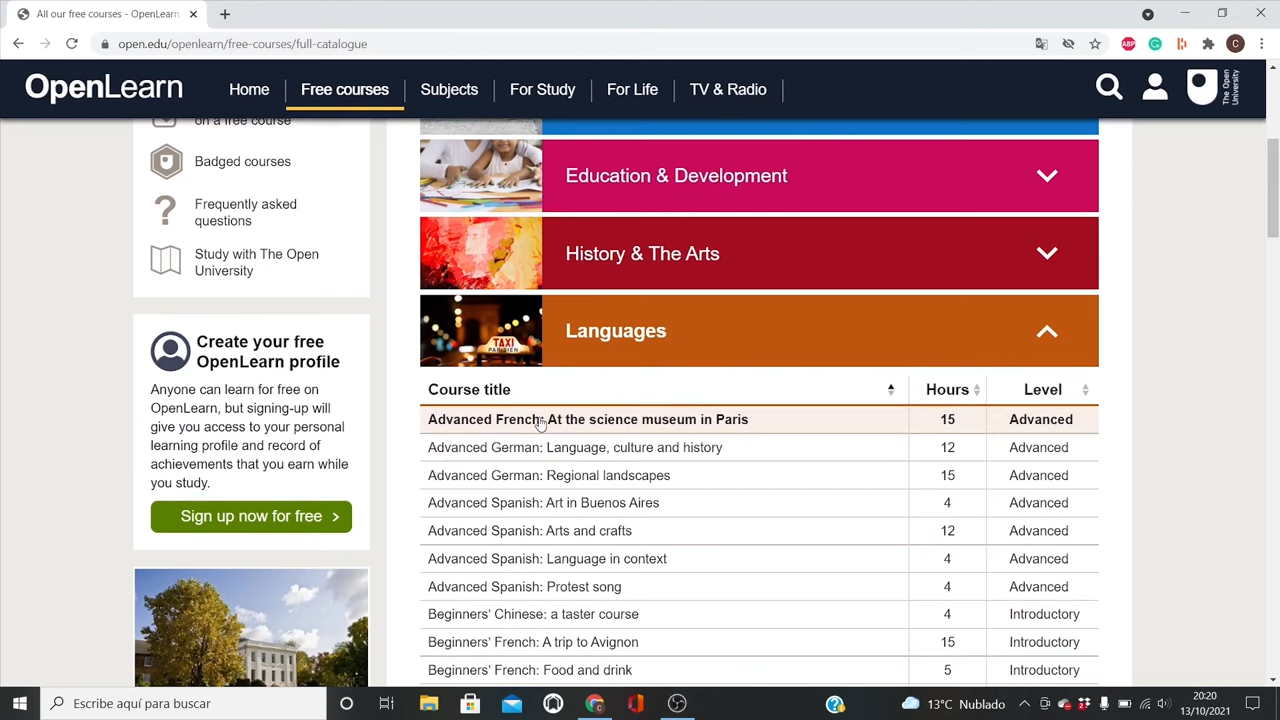 All our free courses - OpenLearn
open.edu/openlearn/free-courses/full-catalogue
ABP
C
OpenLearn
Home
Free courses
Subjects
For Study
For Life
TV & Radio
The Open
University
on a free course
Badged courses
Frequently asked
questions
Study with The Open
University
Create your free
OpenLearn profile
Anyone can learn for free on
OpenLearn, but signing-up will
give you access to your personal
learning profile and record of
achievements that you earn while
you study.
Sign up now for free
Education & Development
History & The Arts
TAXI
PARISIEN
Languages
Course title Hours Level
Advanced French: At the science museum in Paris 15 Advanced
Advanced German: Language, culture and history 12 Advanced
Advanced German: Regional landscapes 15 Advanced
Advanced Spanish: Art in Buenos Aires 4 Advanced
Advanced Spanish: Arts and crafts 12 Advanced
Advanced Spanish: Language in context 4 Advanced
Advanced Spanish: Protest song 4 Advanced
Beginners' Chinese: a taster course 4 Introductory
Beginners' French: A trip to Avignon 15 Introductory
Beginners' French: Food and drink 5 Introductory
Escribe aquí para buscar
13°C Nublado
20:20
13/10/2021